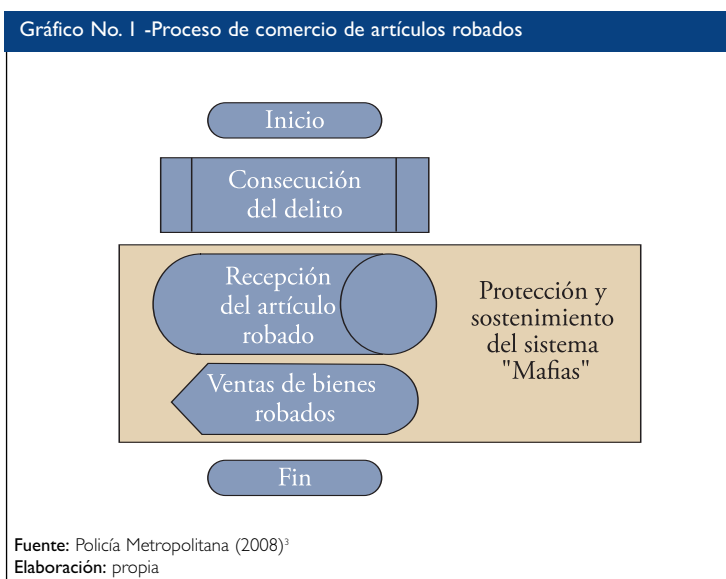 Gráfico No. 1 -Proceso de comercio de artículos robados
Inicio
Consecución
del delito
Recepción
del artículo
robado
Protección y
sostenimiento
del sistema
"Mafias"
Ventas de bienes
robados
Fin
Fuente: Policía Metropolitana (2008)³
Elaboración: propia